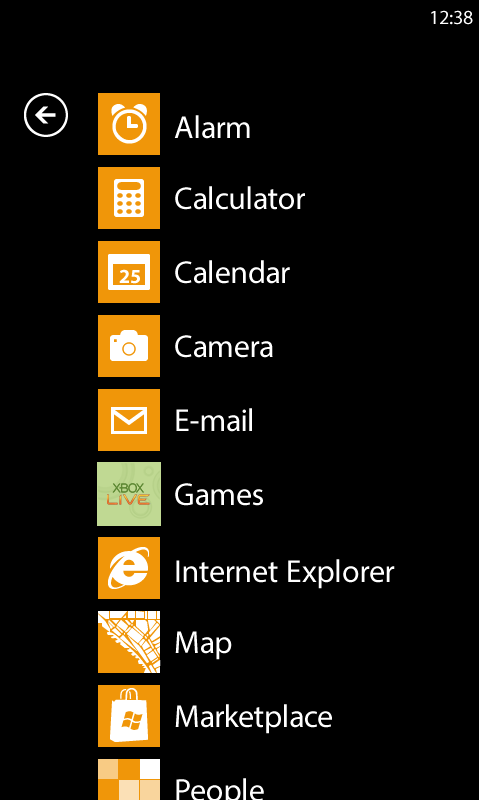 12:38
Alarm
Calculator
25
Calendar
Camera
E-mail
XBOX
LIVE
Games
Internet Explorer
Map
Marketplace
People